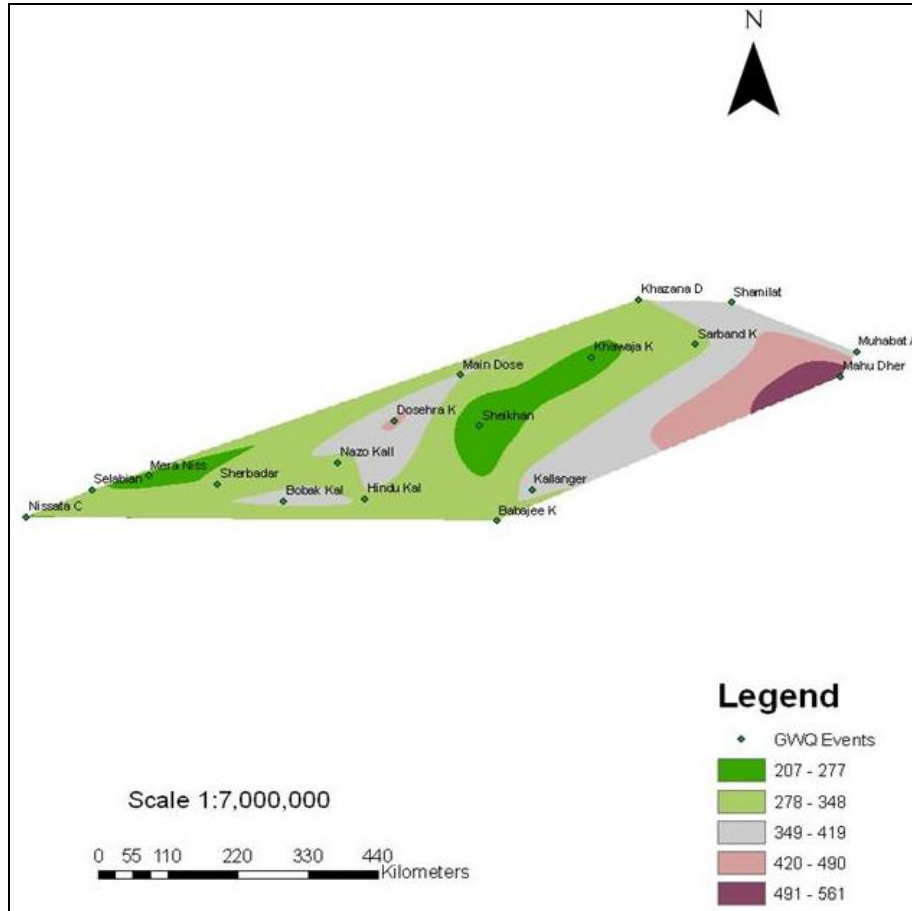 N
Khazana D
Shamilat
Sarband K
Muhabat A
Khawaja K
Mahu Dher
Main Dose
Dosehra K
Sheikhan
Nazo Kall
Mera Niss
Selabian
Sherbadar
Bobak Kal
Hindu Kal
Kallanger
Nissata C
Babajee K
Legend
GWQ Events
207 - 277
278 - 348
349 - 419
420 - 490
491 - 561
Scale 1:7,000,000
0 55 110 220 330 440
Kilometers